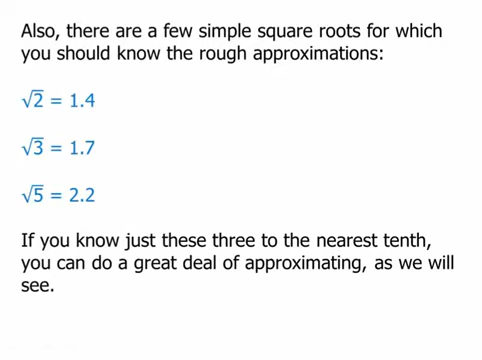 Also, there are a few simple square roots for which
you should know the rough approximations:
√2 = 1.4
√3 = 1.7
√5 = 2.2
If you know just these three to the nearest tenth,
you can do a great deal of approximating, as we will
see.